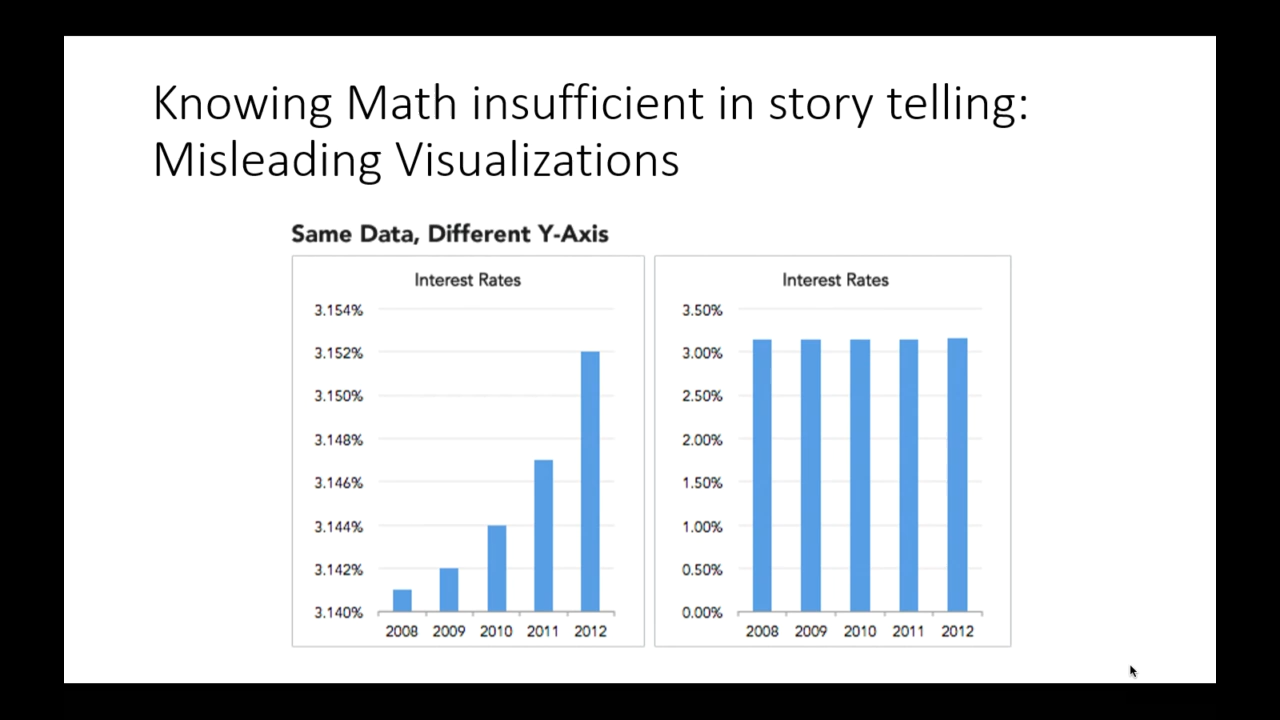 Knowing Math insufficient in story telling:
Misleading Visualizations
Same Data, Different Y-Axis
Interest Rates
3.154%
3.152%
3.150%
3.148%
3.146%
3.144%
3.142%
3.140%
2008 2009 2010 2011 2012
Interest Rates
3.50%
3.00%
2.50%
2.00%
1.50%
1.00%
0.50%
0.00%
2008 2009 2010 2011 2012